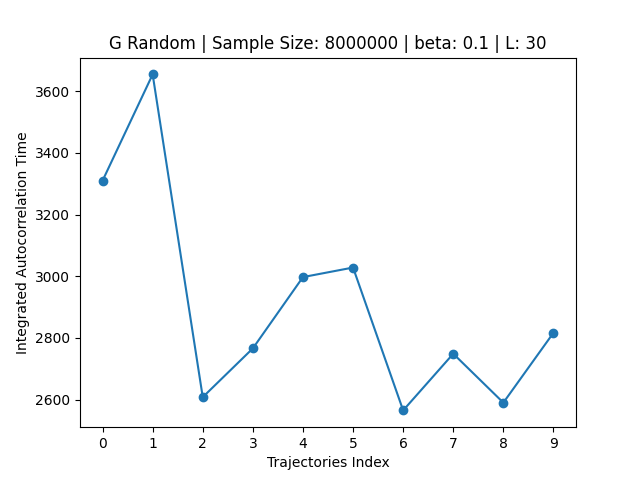 G Random | Sample Size: 8000000 | beta: 0.1 | L: 30
Integrated Autocorrelation Time
3600
3400
3200
3000
2800
2600
0 1 2 3 4 5 6 7 8 9
Trajectories Index